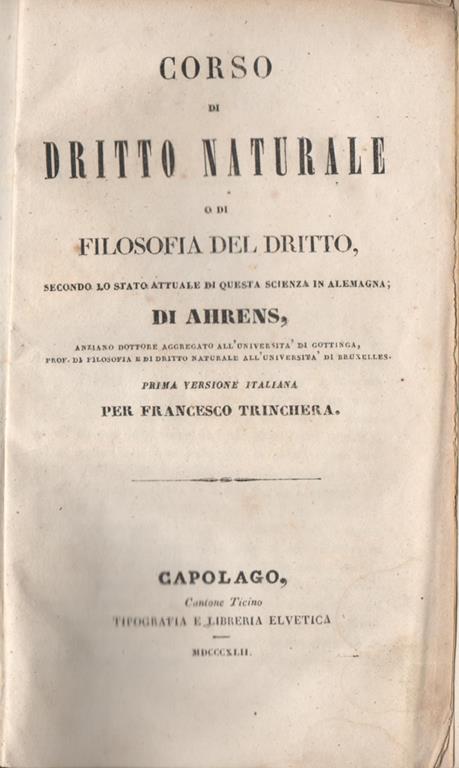 CORSO
DI
DRITTO NATURALE
O DI
FILOSOFIA DEL DRITTO,
SECONDO LO STATO ATTUALE DI QUESTA SCIENZA IN ALEMAGNA;
DI AHRENS,
ANZIANO DOTTORE AGGREGATO ALL'UNIVERSITA' DI GOTTINGA,
PROF. DI FILOSOFIA E DI DRITTO NATURALE ALL'UNIVERSITA' DI BRUXELLES.
PRIMA VERSIONE ITALIANA
PER FRANCESCO TRINCHERA.
CAPOLAGO,
Cantone Ticino
TIPOGRAFIA E LIBRERIA ELVETICA
MDCCCXLII.